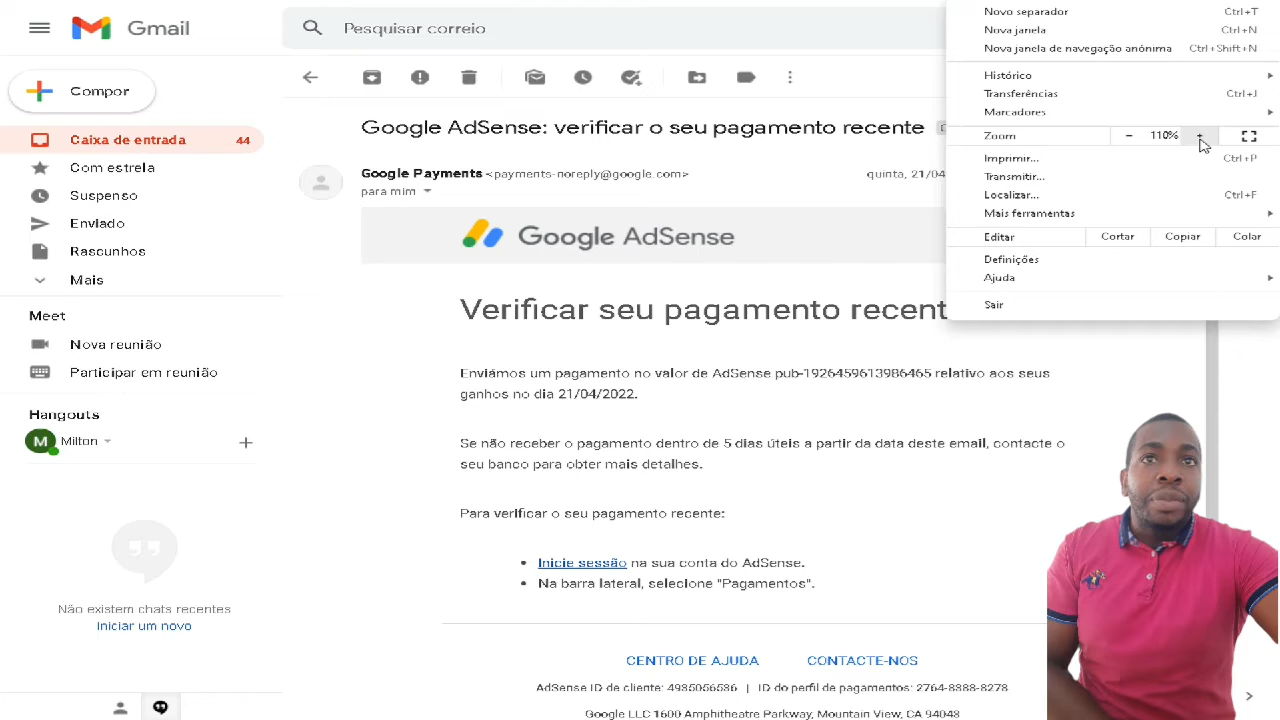 Gmail
Pesquisar correio
Compor
Caixa de entrada 44
Com estrela
Suspenso
Enviado
Rascunhos
Mais
Meet
Nova reunião
Participar em reunião
Hangouts
M Milton
Não existem chats recentes
Iniciar um novo
Google AdSense: verificar o seu pagamento recente
Google Payments <payments-noreply@google.com>
quinta, 21/04
para mim
Google AdSense
Verificar seu pagamento recent
Enviámos um pagamento no valor de AdSense pub-1926459613986465 relativo aos seus
ganhos no dia 21/04/2022.
Se não receber o pagamento dentro de 5 dias úteis a partir da data deste email, contacte o
seu banco para obter mais detalhes.
Para verificar o seu pagamento recente:
• Inicie sessão na sua conta do AdSense.
• Na barra lateral, selecione "Pagamentos".
CENTRO DE AJUDA CONTACTE-NOS
AdSense ID de cliente: 4985056586 | ID do perfil de pagamentos: 2764-8388-8278
Google LLC 1600 Amphitheatre Parkway, Mountain View, CA 94043
Novo separador Ctrl+T
Nova janela Ctrl+N
Nova janela de navegação anónima Ctrl+Shift+N
Histórico
Transferências Ctrl+J
Marcadores
Zoom − 110% +
Imprimir... Ctrl+P
Transmitir...
Localizar... Ctrl+F
Mais ferramentas
Editar Cortar Copiar Colar
Definições
Ajuda
Sair